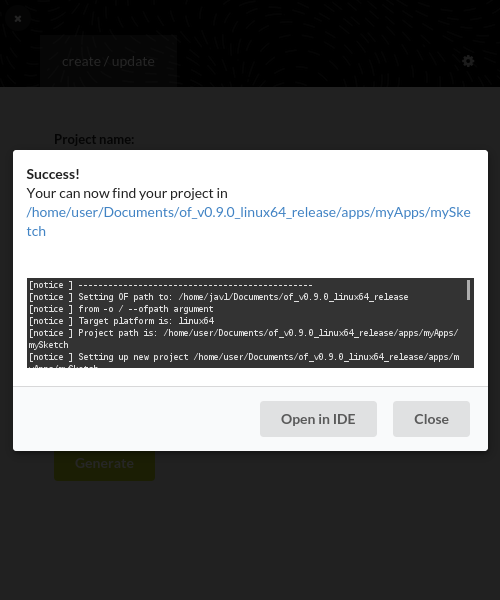 create / update
Project name:
Success!
Your can now find your project in
/home/user/Documents/of_v0.9.0_linux64_release/apps/myApps/mySke
tch
[notice ] -----------------------------------------------
[notice ] Setting OF path to: /home/javl/Documents/of_v0.9.0_linux64_release
[notice ] from -o / --ofpath argument
[notice ] Target platform is: linux64
[notice ] Project path is: /home/user/Documents/of_v0.9.0_linux64_release/apps/myApps/
mySketch
[notice ] Setting up new project /home/user/Documents/of_v0.9.0_linux64_release/apps/m
yApps/mySketch
Open in IDE Close
Generate